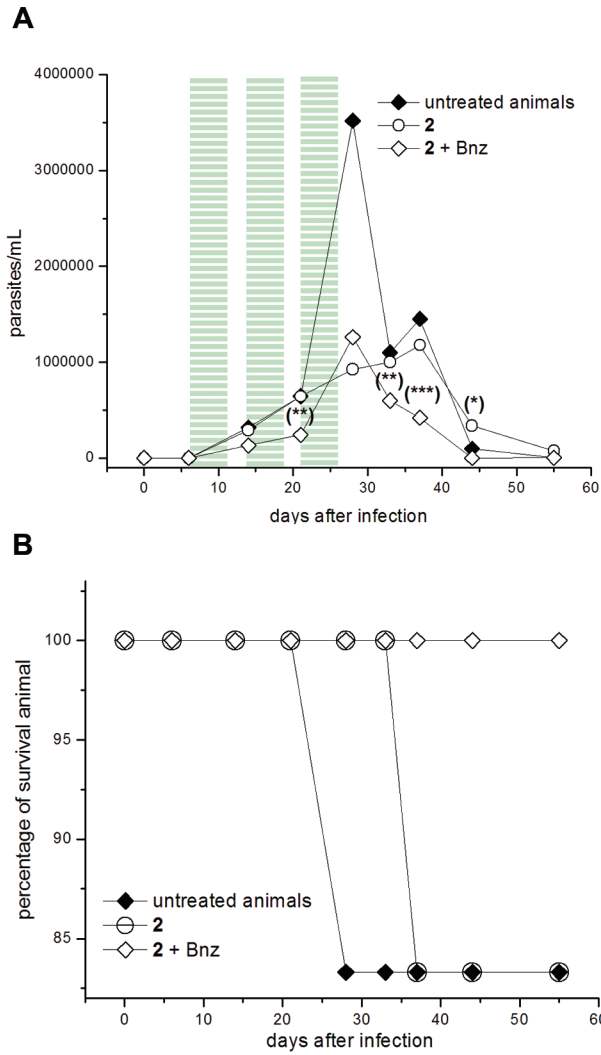 A
4000000
3000000
2000000
1000000
0
parasites/mL
untreated animals
2
2 + Bnz
(**)
(**)
(***)
(*)
0 10 20 30 40 50 60
days after infection
B
100
95
90
85
percentage of survival animal
untreated animals
2
2 + Bnz
0 10 20 30 40 50 60
days after infection